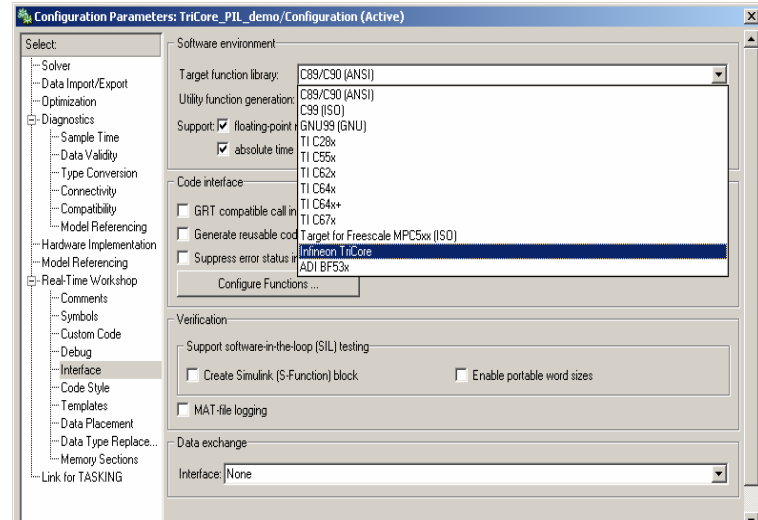 Configuration Parameters: TriCore_PIL_demo/Configuration (Active)
Select:
Solver
Data Import/Export
Optimization
Diagnostics
Sample Time
Data Validity
Type Conversion
Connectivity
Compatibility
Model Referencing
Hardware Implementation
Model Referencing
Real-Time Workshop
Comments
Symbols
Custom Code
Debug
Interface
Code Style
Templates
Data Placement
Data Type Replace...
Memory Sections
Link for TASKING
Software environment
Target function library: C89/C90 (ANSI)
Utility function generation:
Support: floating-point
absolute time
C89/C90 (ANSI)
C99 (ISO)
GNU99 (GNU)
TI C28x
TI C55x
TI C62x
TI C64x
TI C64x+
TI C67x
Target for Freescale MPC5xx (ISO)
Infineon TriCore
ADI BF53x
Code interface
GRT compatible call in
Generate reusable cod
Suppress error status in
Configure Functions ...
Verification
Support software-in-the-loop (SIL) testing
Create Simulink (S-Function) block
Enable portable word sizes
MAT-file logging
Data exchange
Interface: None